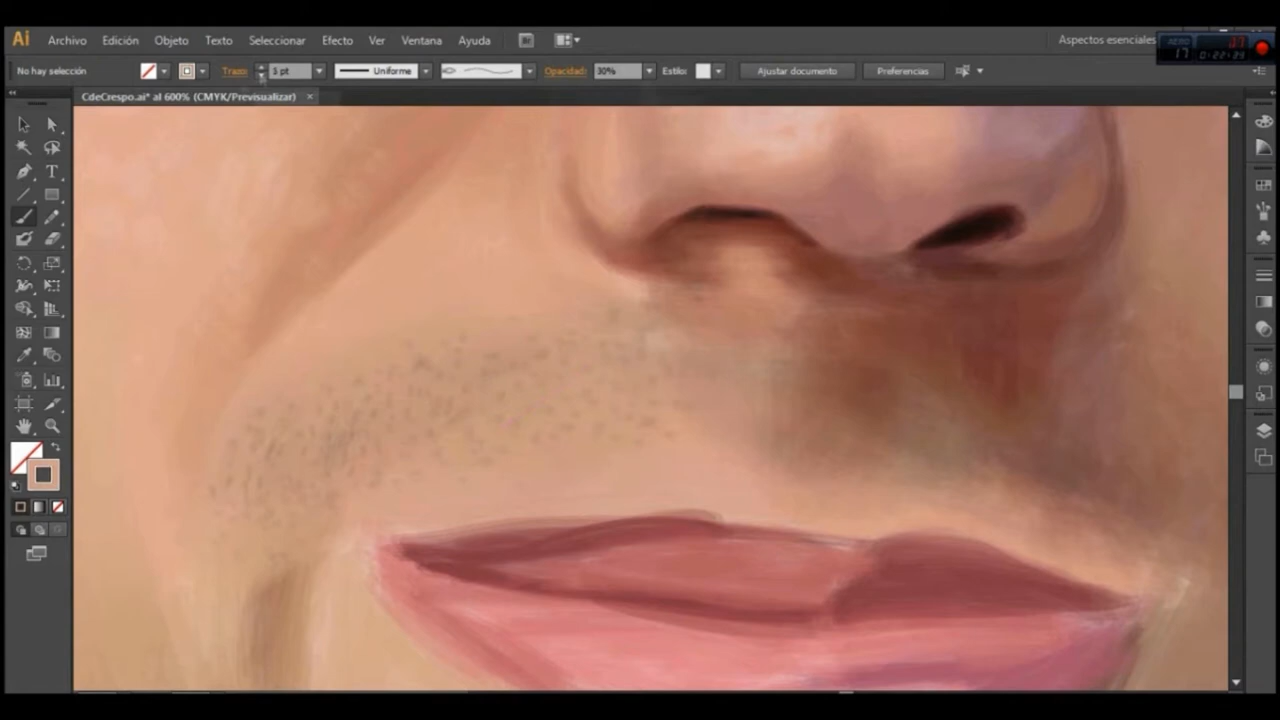 Ai Archivo Edición Objeto Texto Seleccionar Efecto Ver Ventana Ayuda Br Aspectos esenciales
No hay selección Trazo: 5 pt Uniforme Opacidad: 30% Estilo: Ajustar documento Preferencias
CdeCrespo.ai* al 600% (CMYK/Previsualizar) ×
T